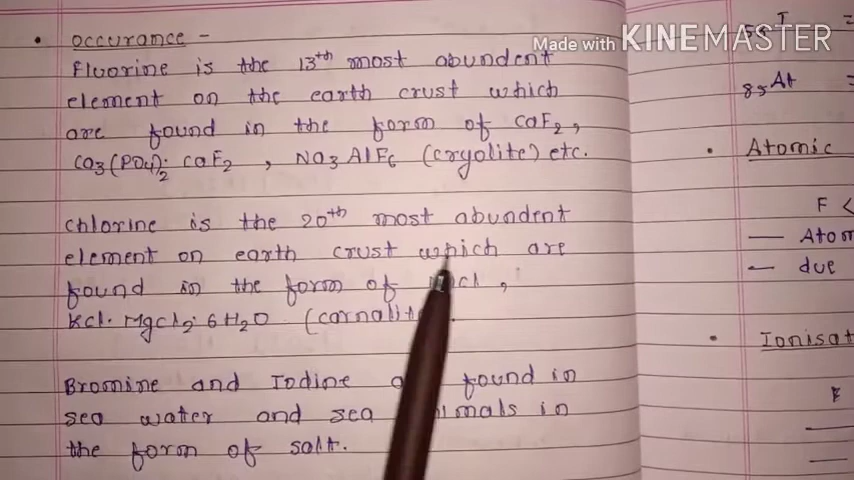 • occurance -
Fluorine is the 13th most abundent
element on the earth crust which
are found in the form of CaF2,
Ca3(PO4)2. CaF2, Na3AlF6 (cryolite) etc.
chlorine is the 20th most abundent
element on earth crust which are
found in the form of
Kcl. Mgcl2. 6H2O
Bromine and Iodine found in
sea water and sea in
the form of salt.
Made with KINEMASTER
53 I =
85 At =
• Atomic
F <
— Atom
— due
• Ionisat
F